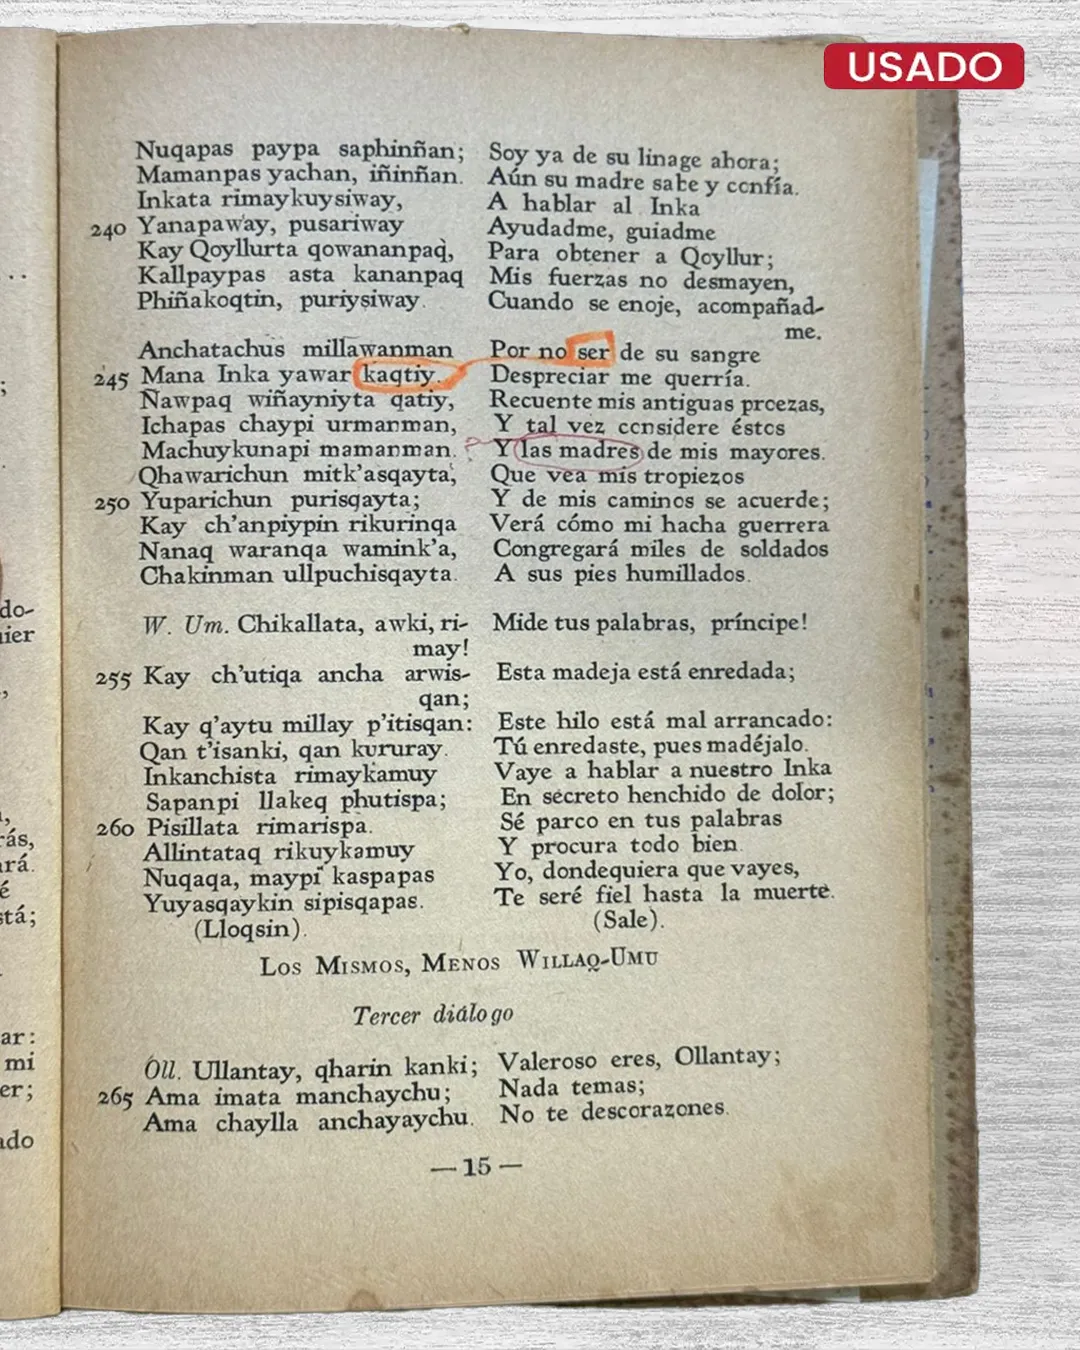 USADO
Nuqapas paypa saphinñan;
Mamanpas yachan, iñinñan.
Inkata rimaykuysiway,
240 Yanapaway, pusariway
Kay Qoyllurta qowananpaq,
Kallpaypas asta kananpaq
Phiñakoqtin, puriysiway.
Anchatachus millawanman
245 Mana Inka yawar kaqtiy.
Ñawpaq wiñayniyta qatiy,
Ichapas chaypi urmanman,
Machuykunapi mamanman.
Qhawarichun mitk'asqayta,
250 Yuparichun purisqayta;
Kay ch'anpiypin rikurinqa
Nanaq waranqa wamink'a,
Chakinman ullpuchisqayta.
W. Um. Chikallata, awki, ri-
may!
255 Kay ch'utiqa ancha arwis-
qan;
Kay q'aytu millay p'itisqan:
Qan t'isanki, qan kururay.
Inkanchista rimaykamuy
Sapanpi llakeq phutispa;
260 Pisillata rimarispa.
Allintataq rikuykamuy
Nuqaqa, maypi kaspapas
Yuyasqaykin sipisqapas.
(Lloqsin).
Soy ya de su linage ahora;
Aún su madre sabe y confía.
A hablar al Inka
Ayudadme, guiadme
Para obtener a Qoyllur;
Mis fuerzas no desmayen,
Cuando se enoje, acompañad-
me.
Por no ser de su sangre
Despreciar me querría.
Recuente mis antiguas proezas,
Y tal vez considere éstos
Y las madres de mis mayores.
Que vea mis tropiezos
Y de mis caminos se acuerde;
Verá cómo mi hacha guerrera
Congregará miles de soldados
A sus pies humillados.
Mide tus palabras, príncipe!
Esta madeja está enredada;
Este hilo está mal arrancado:
Tú enredaste, pues madéjalo.
Vaye a hablar a nuestro Inka
En secreto henchido de dolor;
Sé parco en tus palabras
Y procura todo bien.
Yo, dondequiera que vayes,
Te seré fiel hasta la muerte.
(Sale).
Los Mismos, Menos Willaq-Umu
Tercer diálogo
Oll. Ullantay, qharin kanki;
265 Ama imata manchaychu;
Ama chaylla anchayaychu.
Valeroso eres, Ollantay;
Nada temas;
No te descorazones.
— 15 —